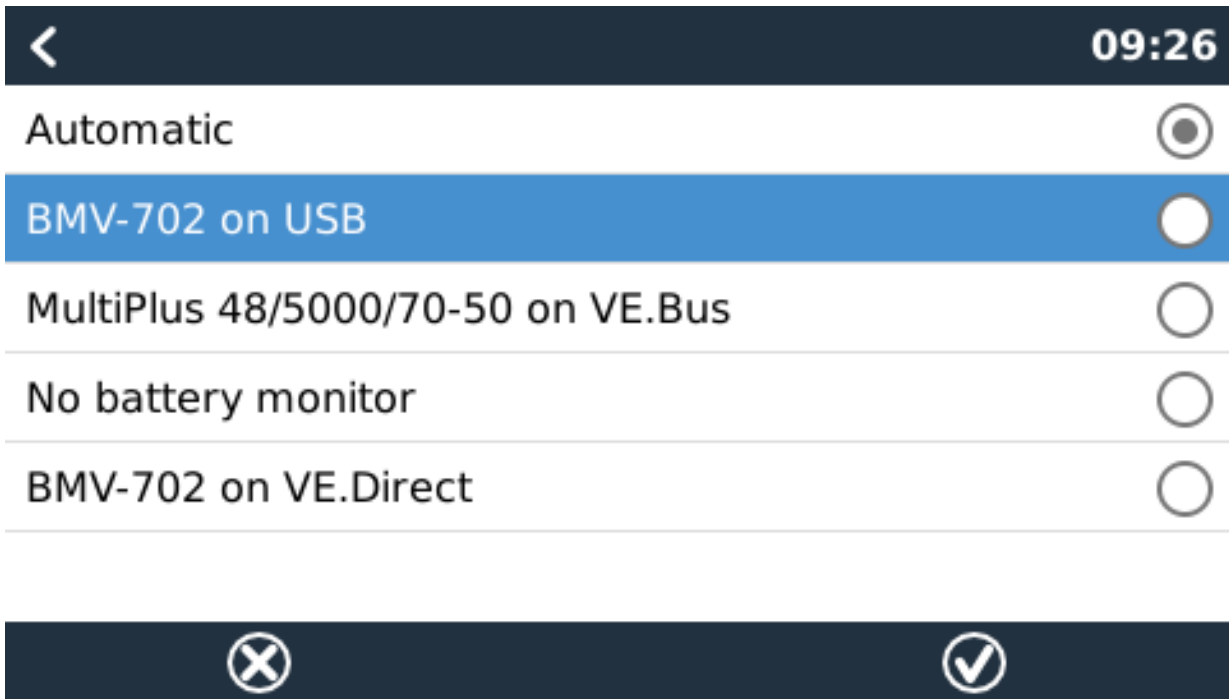 09:26
Automatic
BMV-702 on USB
MultiPlus 48/5000/70-50 on VE.Bus
No battery monitor
BMV-702 on VE.Direct